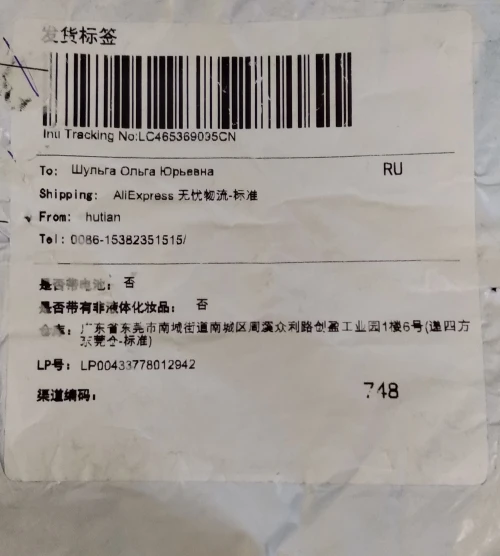 发货标签
Intl Tracking No:LC465369035CN
To: Шульга Ольга Юрьевна RU
Shipping: AliExpress 无忧物流-标准
From: hutian
Tel: 0086-15382351515/
是否带电池: 否
是否带有非液体化妆品: 否
仓库: 广东省东莞市南城街道南城区周溪众利路创盈工业园1楼6号(递四方
东莞仓-标准)
LP号: LP00433778012942
渠道编码: 748